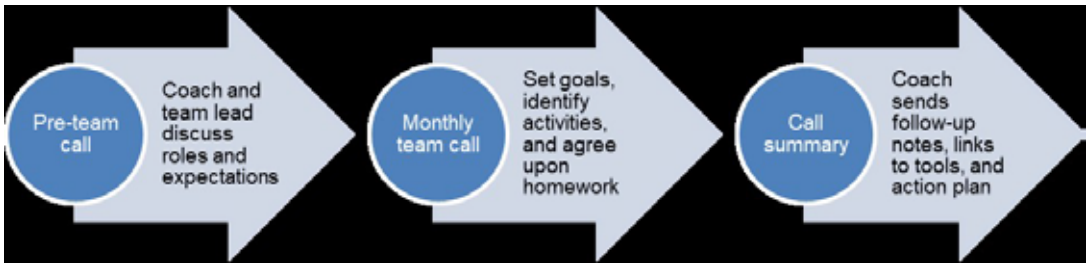 Pre-team
call
Coach and
team lead
discuss
roles and
expectations
Monthly
team call
Set goals,
identify
activities,
and agree
upon
homework
Call
summary
Coach
sends
follow-up
notes, links
to tools, and
action plan